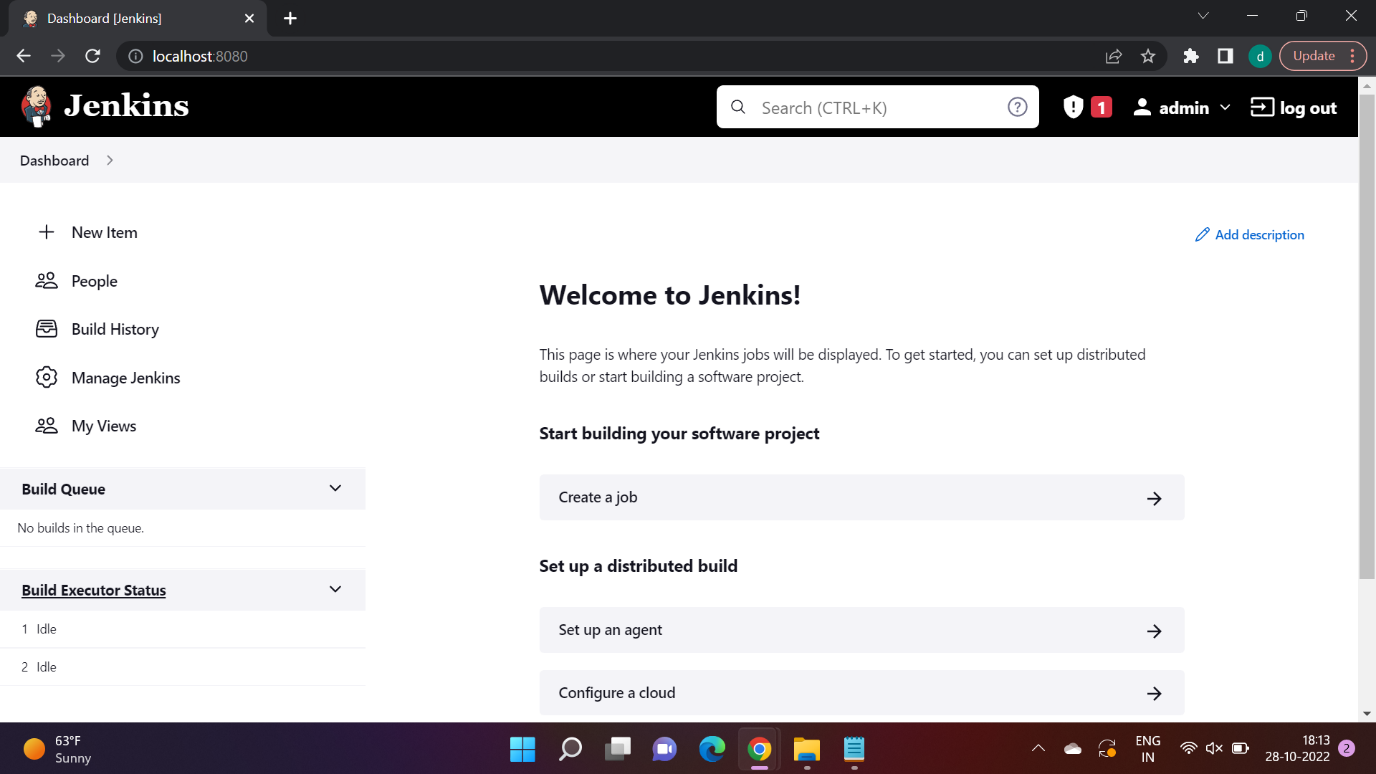 Dashboard [Jenkins]
localhost:8080
d
Update
Jenkins
Search (CTRL+K)
1
admin
log out
Dashboard
New Item
Add description
People
Build History
Manage Jenkins
My Views
Build Queue
No builds in the queue.
Build Executor Status
1 Idle
2 Idle
Welcome to Jenkins!
This page is where your Jenkins jobs will be displayed. To get started, you can set up distributed
builds or start building a software project.
Start building your software project
Create a job
Set up a distributed build
Set up an agent
Configure a cloud
63°F
Sunny
ENG
IN
18:13
28-10-2022
2